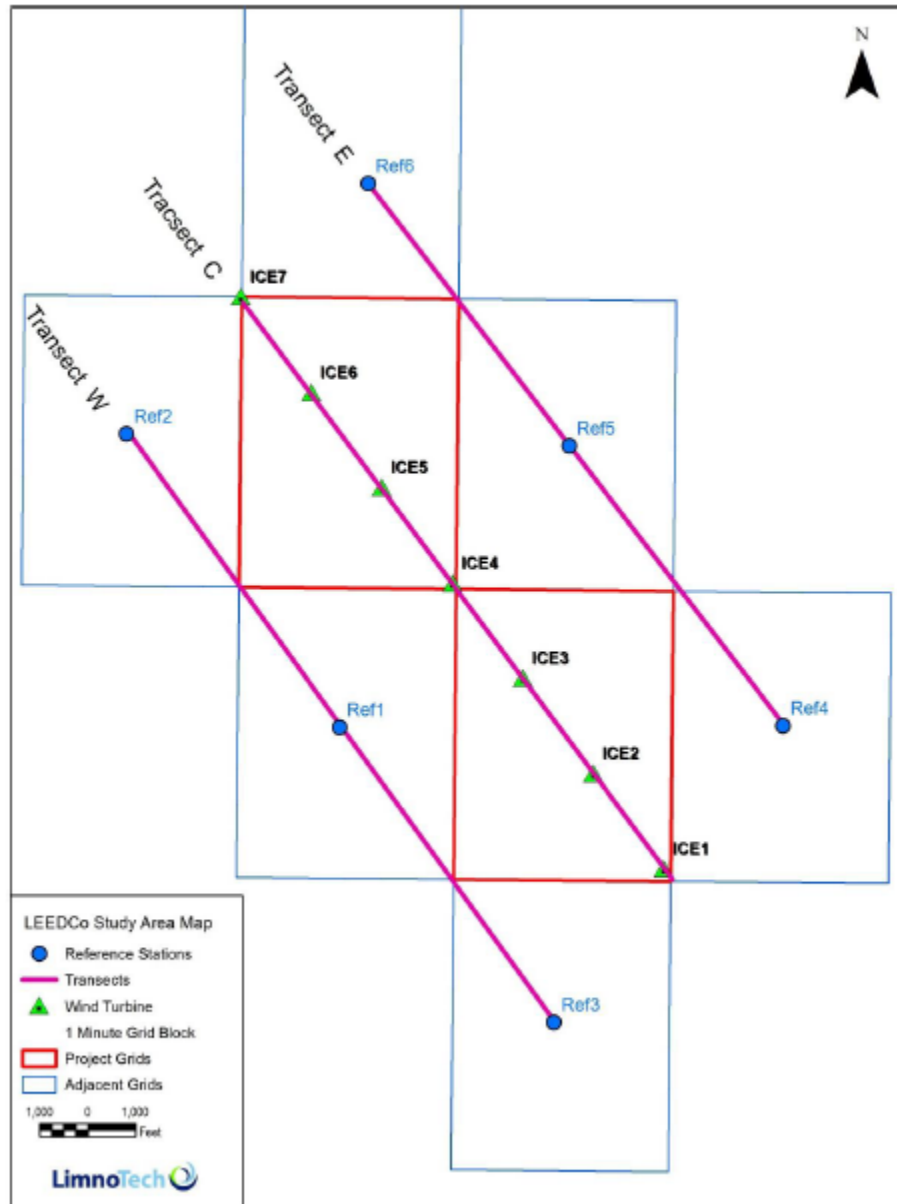 N
Transect E
Ref6
Tracsect C
ICE7
Transect W
ICE6
Ref2
Ref5
ICE5
ICE4
ICE3
Ref1
Ref4
ICE2
ICE1
Ref3
LEEDCo Study Area Map
Reference Stations
Transects
Wind Turbine
1 Minute Grid Block
Project Grids
Adjacent Grids
1,000 0 1,000
Feet
LimnoTech